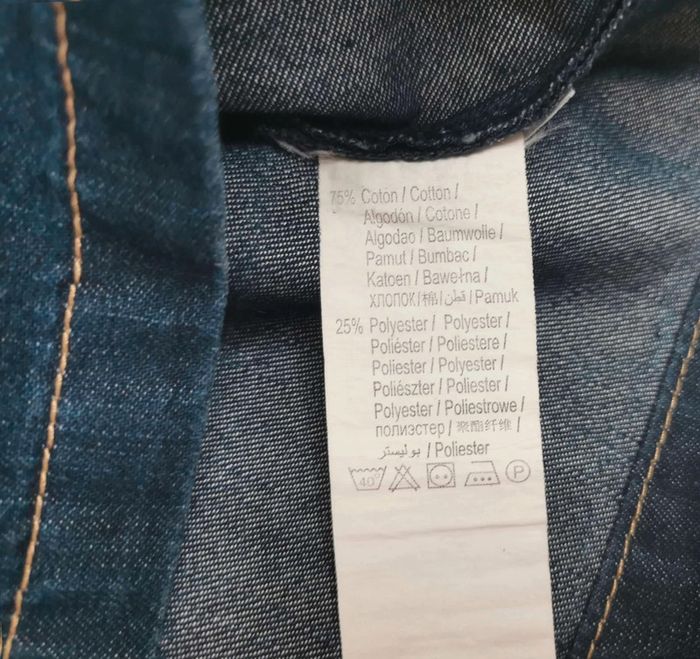 75% Coton / Cotton /
Algodón / Cotone /
Algodao / Baumwolle /
Pamut / Bumbac /
Katoen / Bawełna /
хлопок/棉/قطن/Pamuk
25% Polyester / Polyester /
Poliéster / Poliestere /
Poliester / Polyester /
Poliészter / Poliester /
Polyester / Poliestrowe /
полиэстер / 聚酯纤维 /
بوليستر / Poliester
40 P